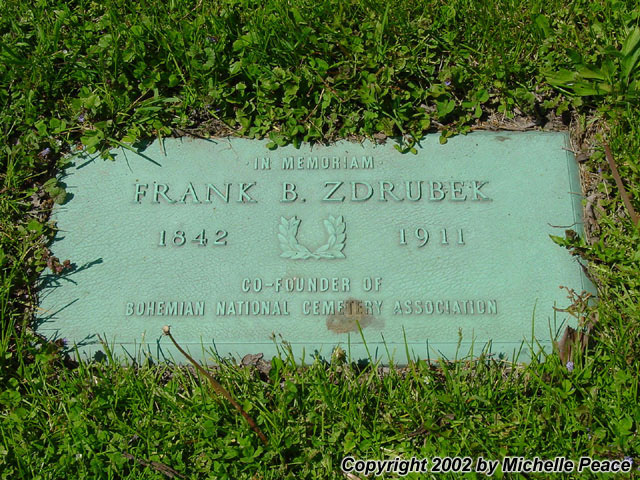 · IN MEMORIAM ·
FRANK B. ZDRUBEK
1842 1911
CO-FOUNDER OF
BOHEMIAN NATIONAL CEMETERY ASSOCIATION
Copyright 2002 by Michelle Peace